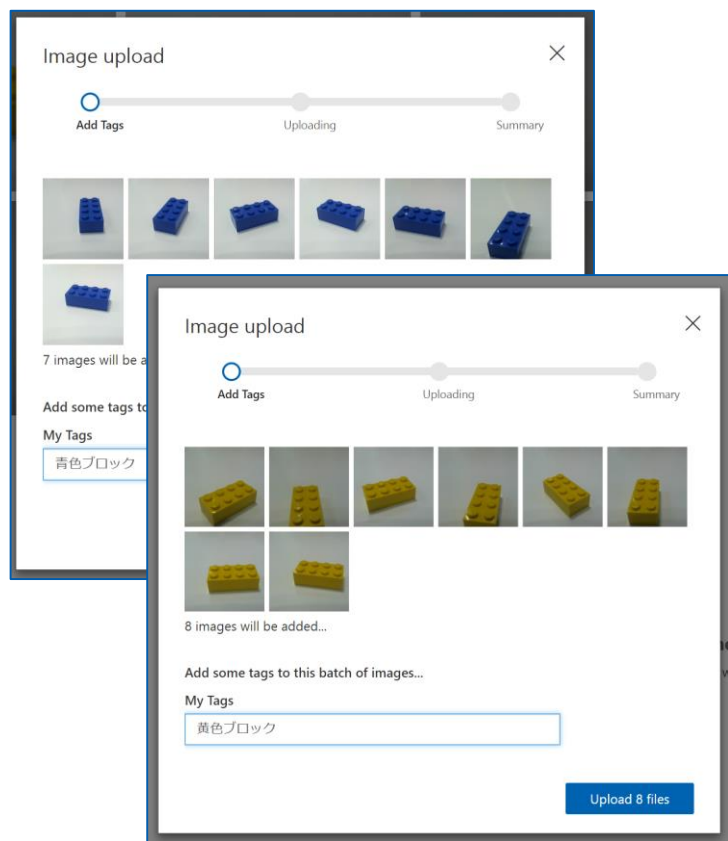 Image upload
Add Tags
Uploading
Summary
7 images will be a
Add some tags to
My Tags
青色ブロック
Image upload
Add Tags
Uploading
Summary
8 images will be added...
Add some tags to this batch of images...
My Tags
黄色ブロック
Upload 8 files